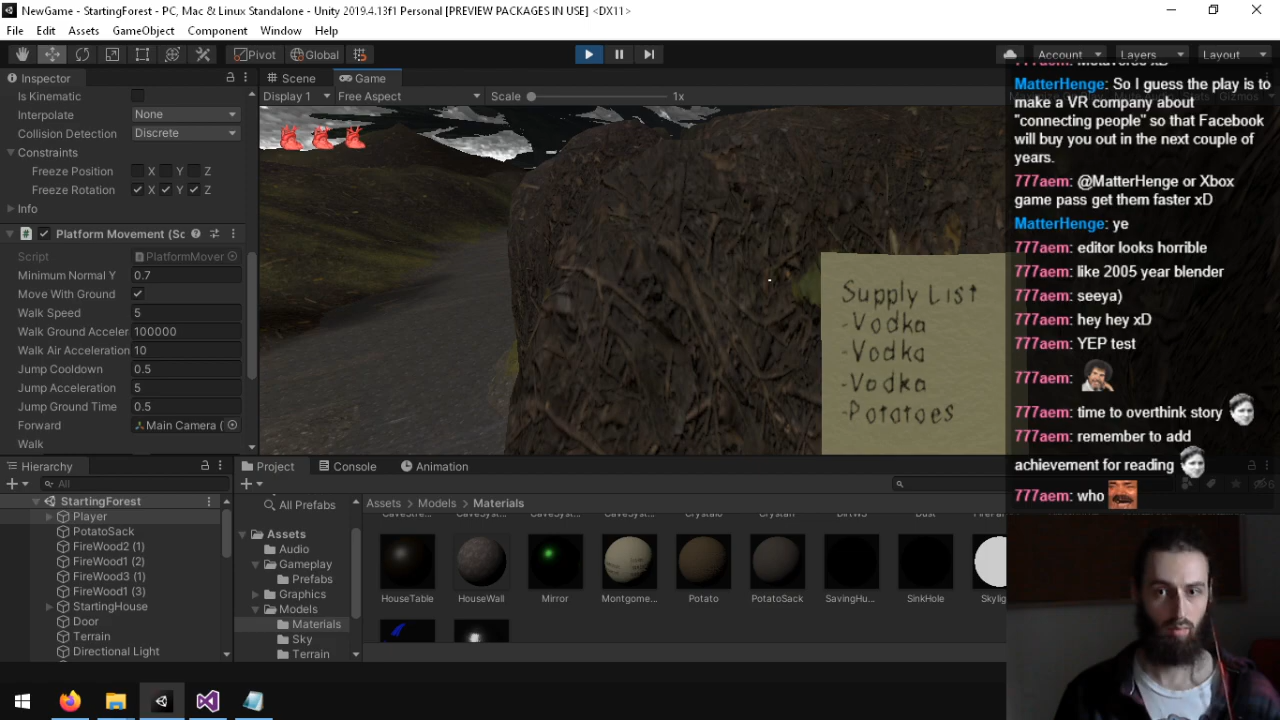 NewGame - StartingForest - PC, Mac & Linux Standalone - Unity 2019.4.13f1 Personal [PREVIEW PACKAGES IN USE] <DX11>
File Edit Assets GameObject Component Window Help
Pivot Global Account Layers Layout
Inspector Scene Game
Display 1 Free Aspect Scale 1x
Is Kinematic
Interpolate None
Collision Detection Discrete
Constraints
Freeze Position X Y Z
Freeze Rotation X Y Z
Info
Platform Movement (Sc
Script PlatformMover
Minimum Normal Y 0.7
Move With Ground
Walk Speed 5
Walk Ground Acceler 100000
Walk Air Acceleration 10
Jump Cooldown 0.5
Jump Acceleration 5
Jump Ground Time 0.5
Forward Main Camera (
Walk
Supply List
-Vodka
-Vodka
-Vodka
-Potatoes
MatterHenge: So I guess the play is to
make a VR company about
"connecting people" so that Facebook
will buy you out in the next couple of
years.
777aem: @MatterHenge or Xbox
game pass get them faster xD
MatterHenge: ye
777aem: editor looks horrible
777aem: like 2005 year blender
777aem: seeya)
777aem: hey hey xD
777aem: YEP test
777aem:
777aem: time to overthink story
777aem: remember to add
achievement for reading
777aem: who
Hierarchy
All
StartingForest
Player
PotatoSack
FireWood2 (1)
FireWood1 (2)
FireWood3 (1)
FireWood1 (3)
StartingHouse
Door
Terrain
Directional Light
Project Console Animation
All Prefabs
Assets
Audio
Gameplay
Prefabs
Graphics
Models
Materials
Sky
Terrain
Assets > Models > Materials
HouseTable HouseWall Mirror Montgome... Potato PotatoSack SavingHu... SinkHole Skylig